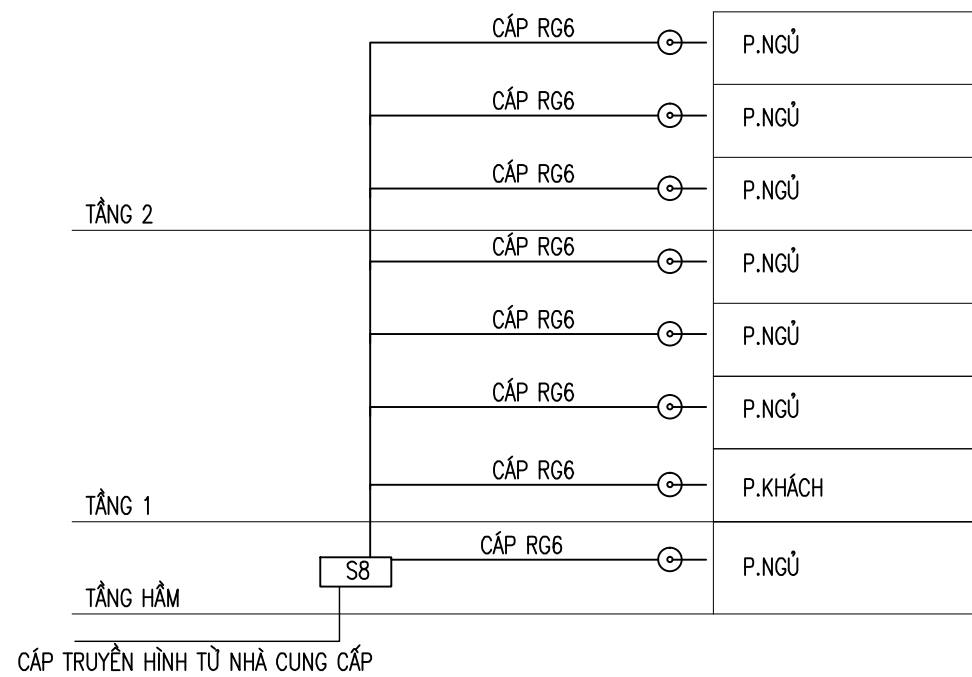 CÁP RG6
P.NGỦ
CÁP RG6
P.NGỦ
CÁP RG6
P.NGỦ
TẦNG 2
CÁP RG6
P.NGỦ
CÁP RG6
P.NGỦ
CÁP RG6
P.NGỦ
CÁP RG6
P.KHÁCH
TẦNG 1
CÁP RG6
P.NGỦ
S8
TẦNG HẦM
CÁP TRUYỀN HÌNH TỪ NHÀ CUNG CẤP